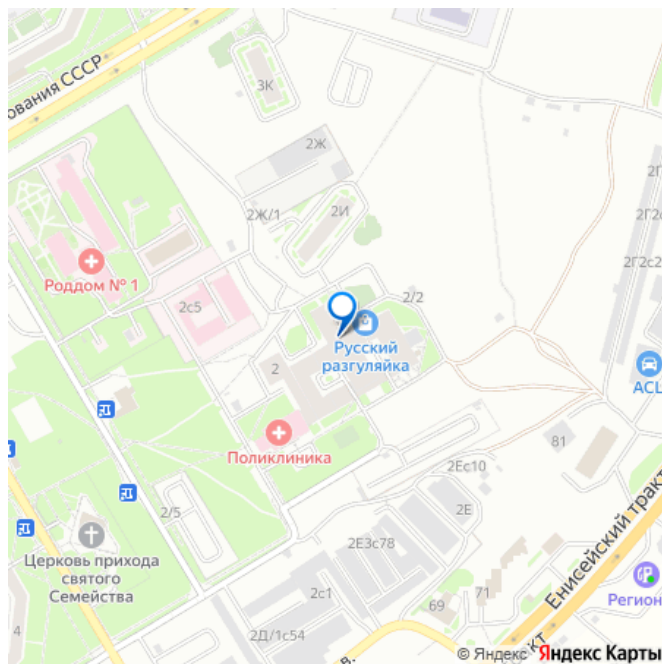 ования СССР
3К
2Ж
2Г
2Ж/1
2И
2Г2с
2Г2с2
Роддом № 1
2с5
2/2
Русский
разгуляйка
2
АСЦ
Поликлиника
81
2Ес10
2/5
2Е
Енисейский тракт
Церковь прихода
святого
Семейства
2Е3с78
2с1
71
69
Регион
4
2Д/1с54
в.
кт
© Яндекс Яндекс Карты